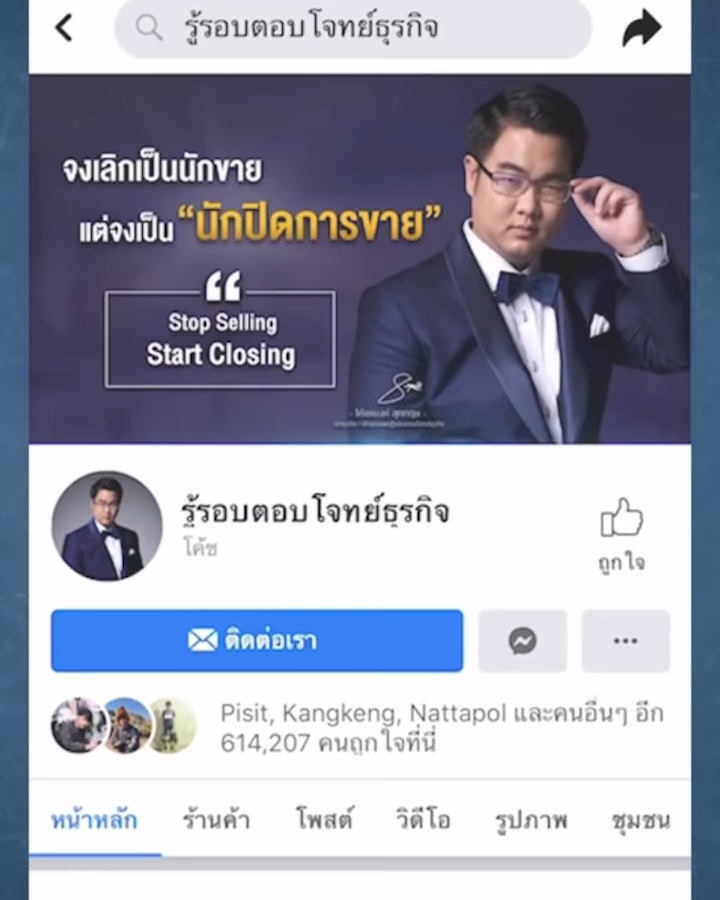 รู้รอบตอบโจทย์ธุรกิจ
จงเลิกเป็นนักขาย
แต่จงเป็น “นักปิดการขาย”
“
Stop Selling
Start Closing
รู้รอบตอบโจทย์ธุรกิจ
โค้ช
ถูกใจ
ติดต่อเรา
Pisit, Kangkeng, Nattapol และคนอื่นๆ อีก
614,207 คนถูกใจที่นี่
หน้าหลัก ร้านค้า โพสต์ วิดีโอ รูปภาพ ชุมชน